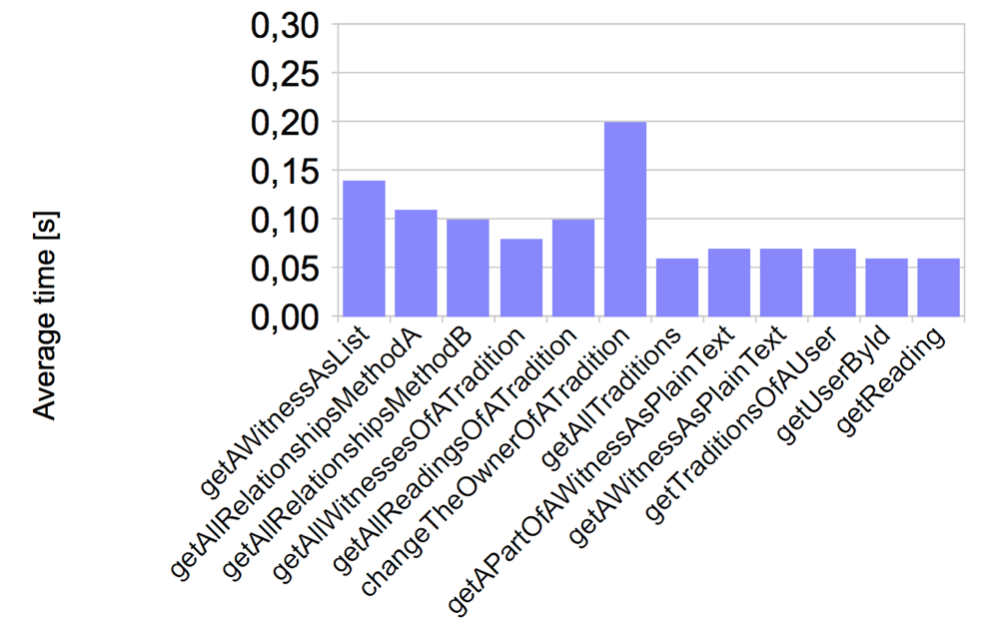 0,30
0,25
0,20
0,15
0,10
0,05
0,00
Average time [s]
getAWitnessAsList
getAllRelationshipsMethodA
getAllRelationshipsMethodB
getAllWitnessesOfATradition
getAllReadingsOfATradition
changeTheOwnerOfATradition
getAllTraditions
getAPartOfAWitnessAsPlainText
getAWitnessAsPlainText
getTraditionsOfAUser
getUserById
getReading